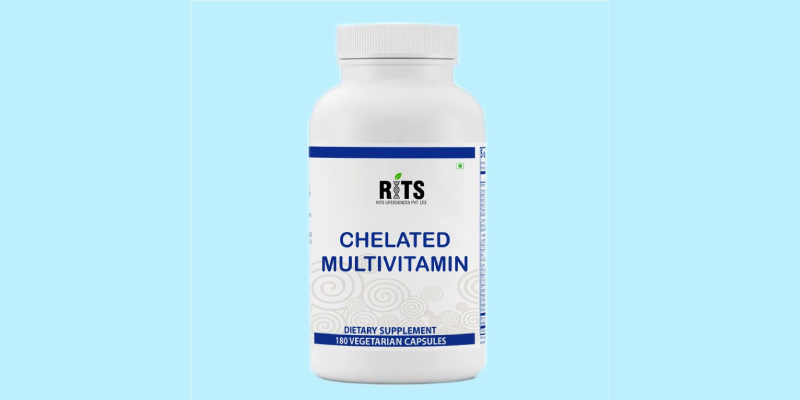 RITS
RITS LIFESCIENCES PVT. LTD.
CHELATED
MULTIVITAMIN
DIETARY SUPPLEMENT
180 VEGETARIAN CAPSULES